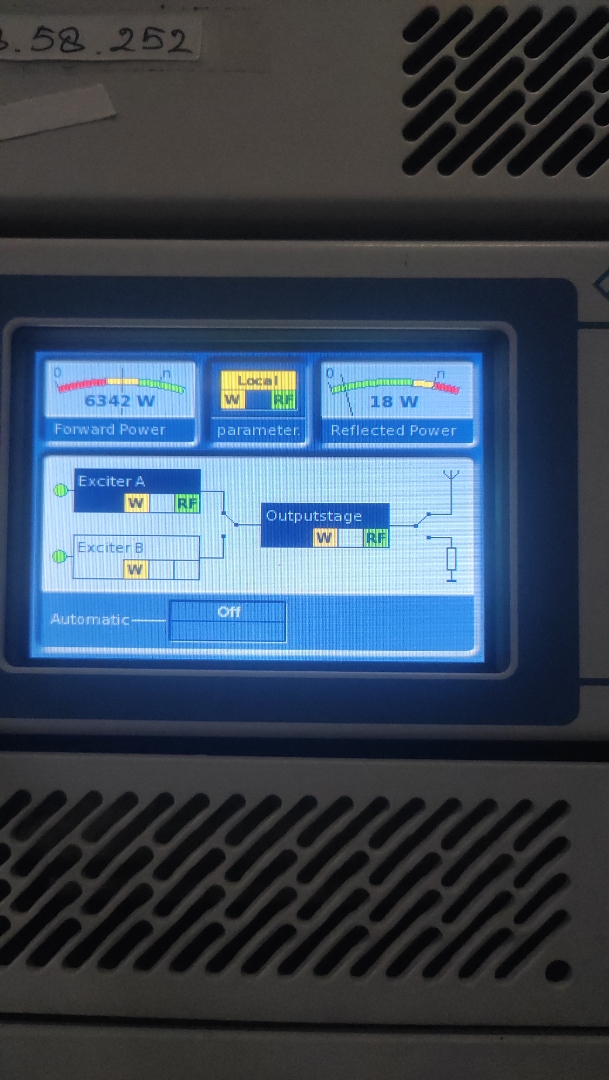 .58.252
0 n
6342 W
Forward Power
Local
W RF
parameter.
0 n
18 W
Reflected Power
Exciter A
W RF
Exciter B
W
Outputstage
W RF
Automatic
Off